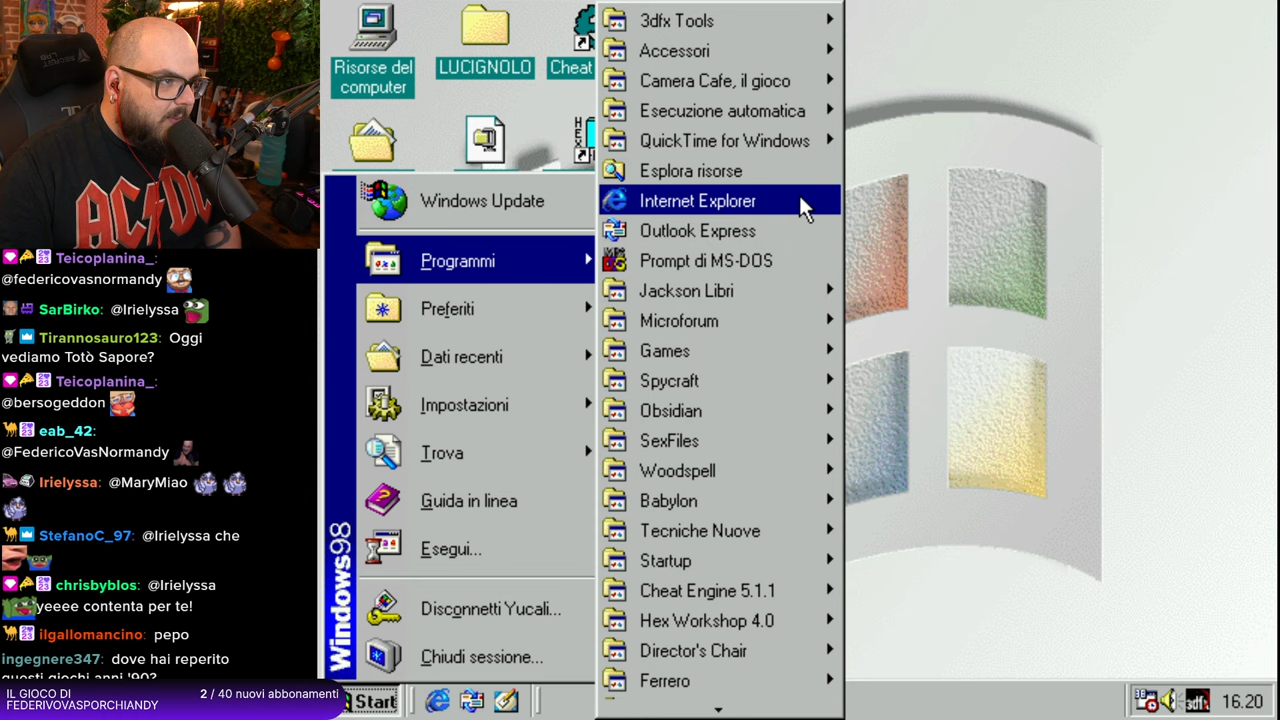 Risorse del
computer
LUCIGNOLO
Cheat
Windows Update
Programmi
Preferiti
Dati recenti
Impostazioni
Trova
Guida in linea
Esegui...
Disconnetti Yucali...
Chiudi sessione...
Windows98
3dfx Tools
Accessori
Camera Cafe, il gioco
Esecuzione automatica
QuickTime for Windows
Esplora risorse
Internet Explorer
Outlook Express
Prompt di MS-DOS
Jackson Libri
Microforum
Games
Spycraft
Obsidian
SexFiles
Woodspell
Babylon
Tecniche Nuove
Startup
Cheat Engine 5.1.1
Hex Workshop 4.0
Director's Chair
Ferrero
AC/DC
Teicoplanina_:
@federicovasnormandy
SarBirko: @Irielyssa
Tirannosauro123: Oggi
vediamo Totò Sapore?
Teicoplanina_:
@bersogeddon
eab_42:
@FedericoVasNormandy
Irielyssa: @MaryMiao
StefanoC_97: @Irielyssa che
chrisbyblos: @Irielyssa
yeeee contenta per te!
ilgallomancino: pepo
ingegnere347: dove hai reperito
questi giochi anni '90?
IL GIOCO DI
FEDERIVOVASPORCHIANDY
2 / 40 nuovi abbonamenti
Start
sdf
16.20